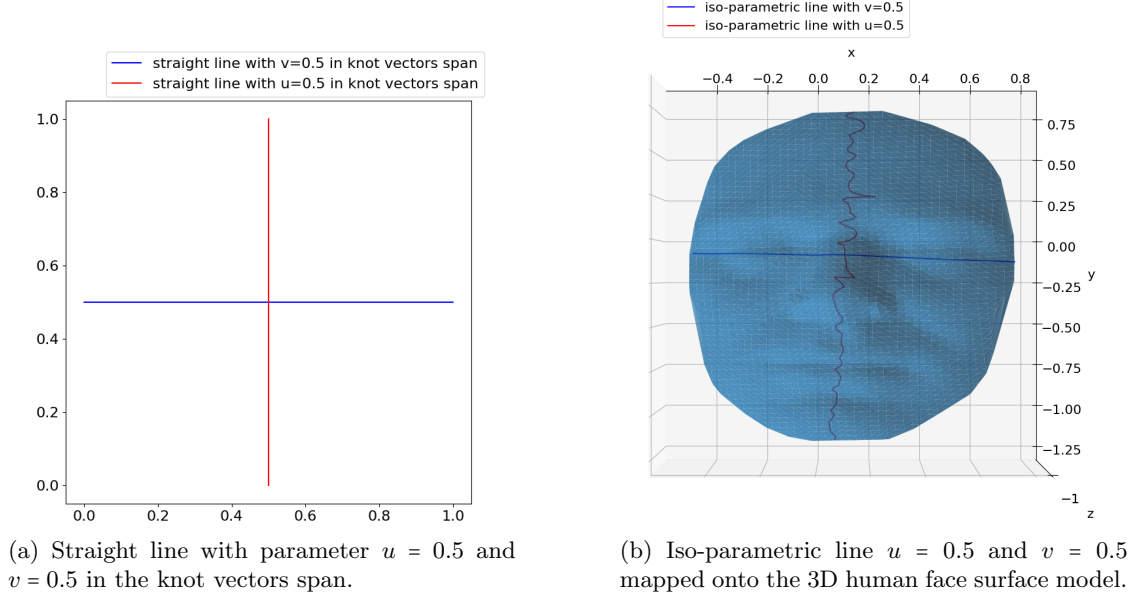 straight line with v=0.5 in knot vectors span
straight line with u=0.5 in knot vectors span
1.0
0.8
0.6
0.4
0.2
0.0
0.0 0.2 0.4 0.6 0.8 1.0
(a) Straight line with parameter u = 0.5 and
v = 0.5 in the knot vectors span.
iso-parametric line with v=0.5
iso-parametric line with u=0.5
x
−0.4 −0.2 0.0 0.2 0.4 0.6 0.8
0.75
0.50
0.25
0.00
y
−0.25
−0.50
−0.75
−1.00
−1.25
−1
z
(b) Iso-parametric line u = 0.5 and v = 0.5
mapped onto the 3D human face surface model.